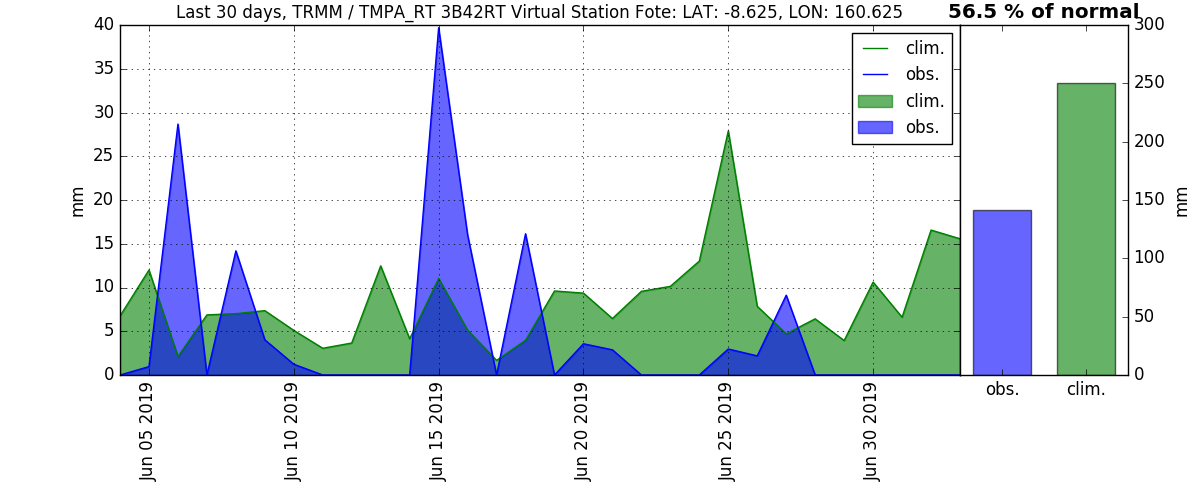 Last 30 days, TRMM / TMPA_RT 3B42RT Virtual Station Fote: LAT: -8.625, LON: 160.625
56.5 % of normal
40
35
30
25
20
15
10
5
0
mm
clim.
obs.
clim.
obs.
Jun 05 2019
Jun 10 2019
Jun 15 2019
Jun 20 2019
Jun 25 2019
Jun 30 2019
300
250
200
150
100
50
0
mm
obs.
clim.